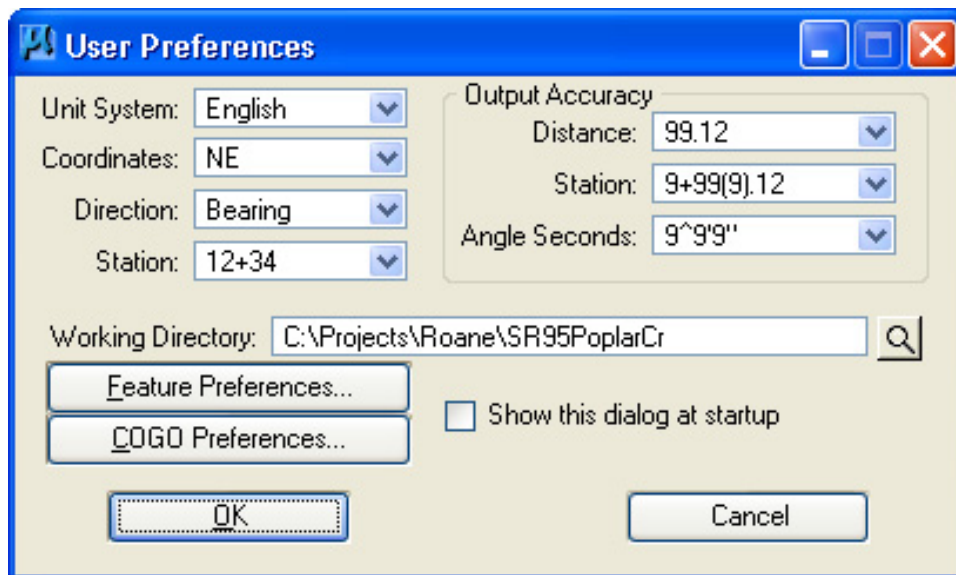 User Preferences
Unit System: English
Coordinates: NE
Direction: Bearing
Station: 12+34
Output Accuracy
Distance: 99.12
Station: 9+99(9).12
Angle Seconds: 9^9'9"
Working Directory: C:\Projects\Roane\SR95PoplarCr
Feature Preferences...
COGO Preferences...
Show this dialog at startup
OK
Cancel